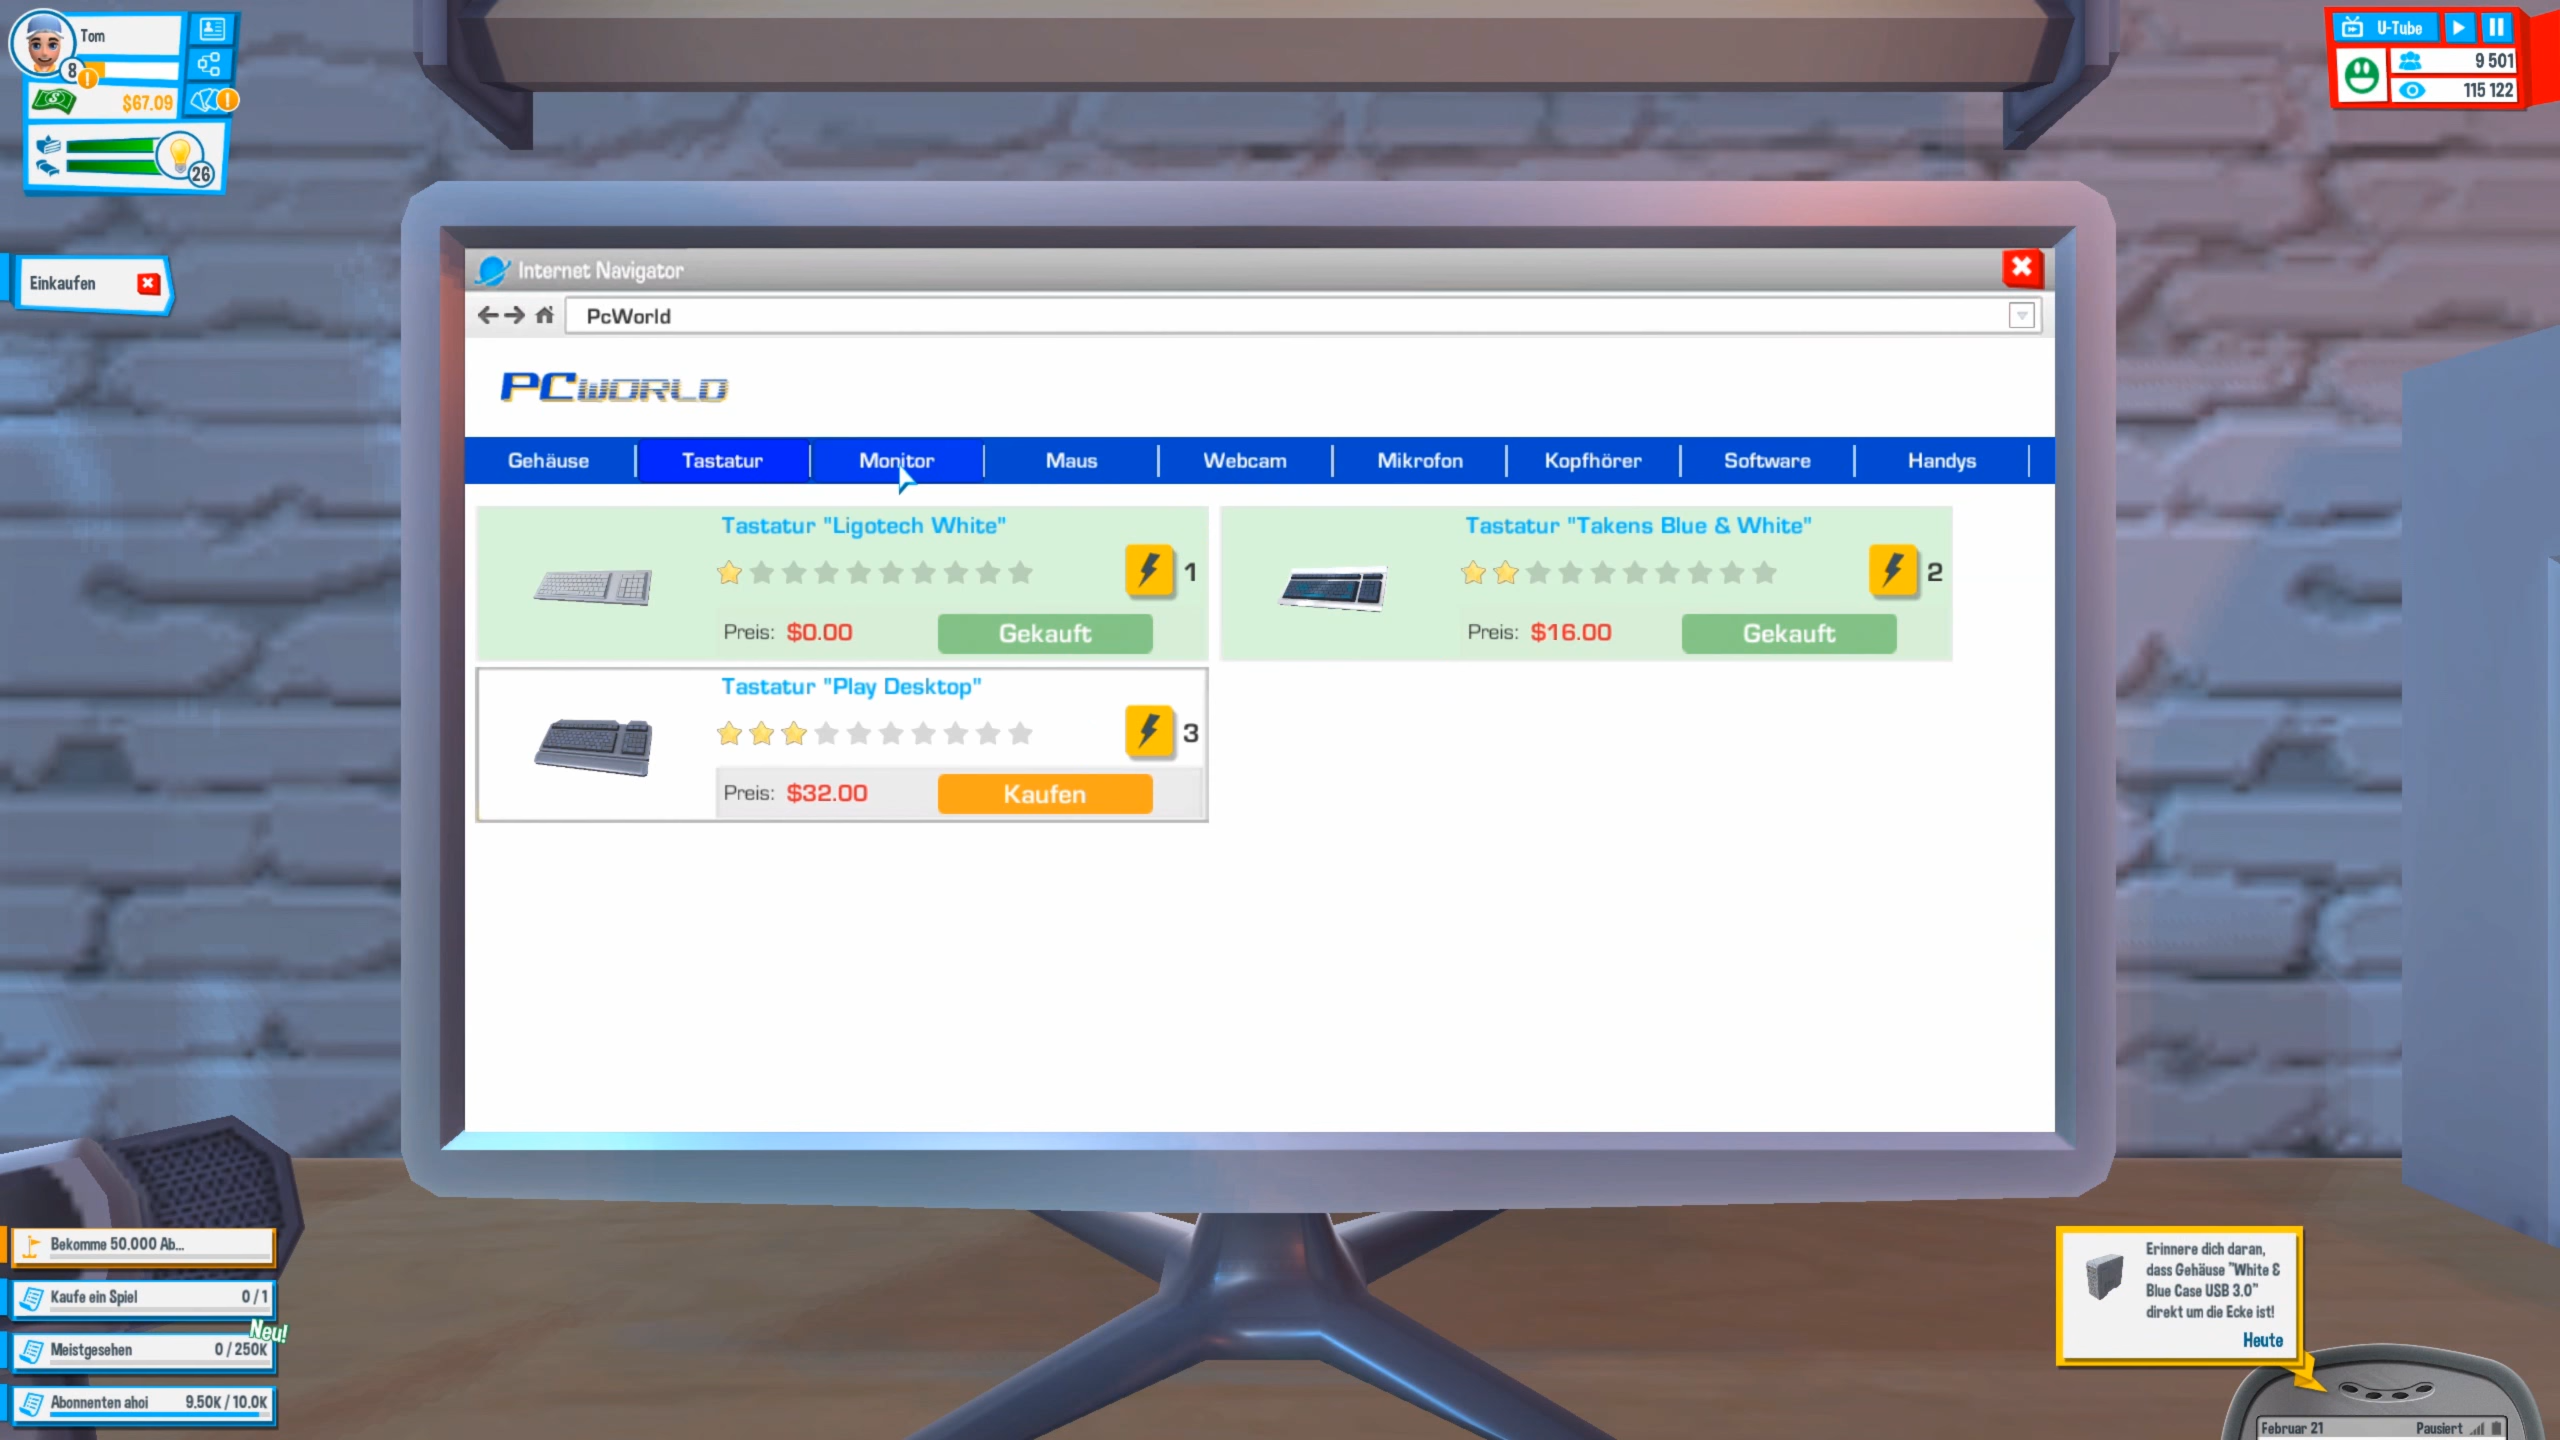 Tom
8
$67.09
26
U-Tube
9 501
115 122
Einkaufen
Internet Navigator
PcWorld
PCWORLD
Gehäuse
Tastatur
Monitor
Maus
Webcam
Mikrofon
Kopfhörer
Software
Handys
Tastatur "Ligotech White"
1
Preis: $0.00
Gekauft
Tastatur "Takens Blue & White"
2
Preis: $16.00
Gekauft
Tastatur "Play Desktop"
3
Preis: $32.00
Kaufen
Bekomme 50.000 Ab...
Kaufe ein Spiel 0/1
Neu!
Meistgesehen 0/250K
Abonnenten ahoi 9.50K/10.0K
Erinnere dich daran,
dass Gehäuse "White &
Blue Case USB 3.0"
direkt um die Ecke ist!
Heute
Februar 21
Pausiert